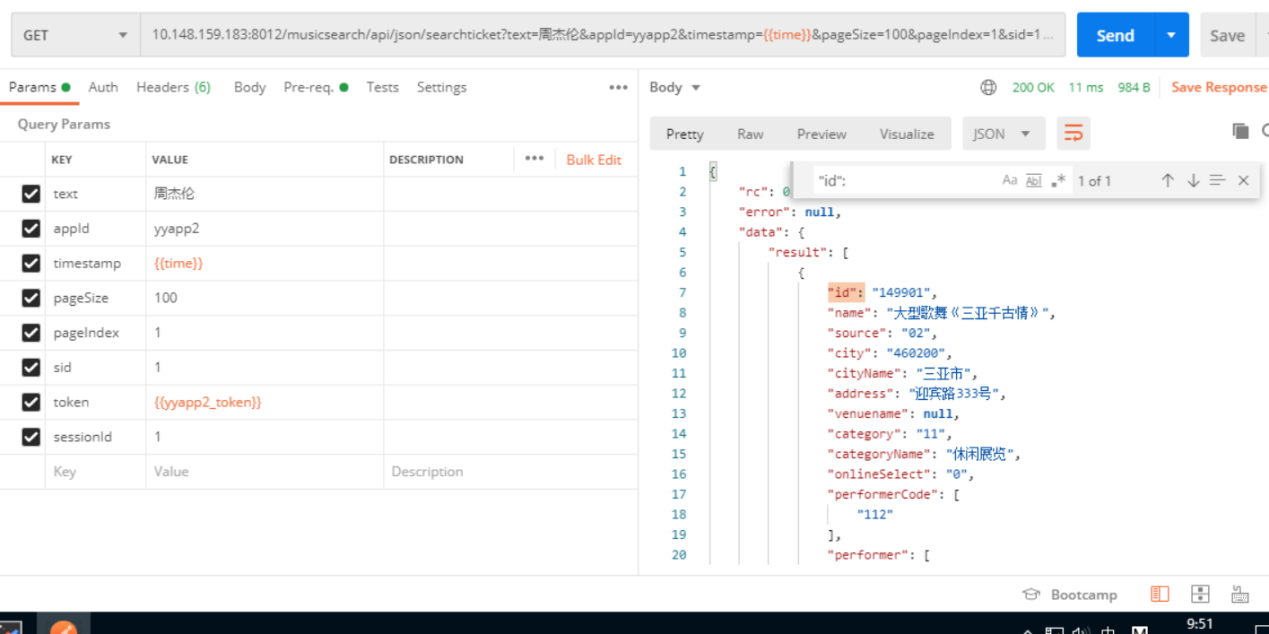 GET 10.148.159.183:8012/musicsearch/api/json/searchticket?text=周杰伦&appId=yyapp2&timestamp={{time}}&pageSize=100&pageIndex=1&sid=1... Send Save
Params Auth Headers (6) Body Pre-req. Tests Settings
Query Params
KEY VALUE DESCRIPTION Bulk Edit
text 周杰伦
appId yyapp2
timestamp {{time}}
pageSize 100
pageIndex 1
sid 1
token {{yyapp2_token}}
sessionId 1
Key Value Description
Body 200 OK 11 ms 984 B Save Response
Pretty Raw Preview Visualize JSON
"id": Aa Abl .* 1 of 1
1 {
2 "rc": 0
3 "error": null,
4 "data": {
5 "result": [
6 {
7 "id": "149901",
8 "name": "大型歌舞《三亚千古情》",
9 "source": "02",
10 "city": "460200",
11 "cityName": "三亚市",
12 "address": "迎宾路333号",
13 "venuename": null,
14 "category": "11",
15 "categoryName": "休闲展览",
16 "onlineSelect": "0",
17 "performerCode": [
18 "112"
19 ],
20 "performer": [
Bootcamp
中 M 9:51